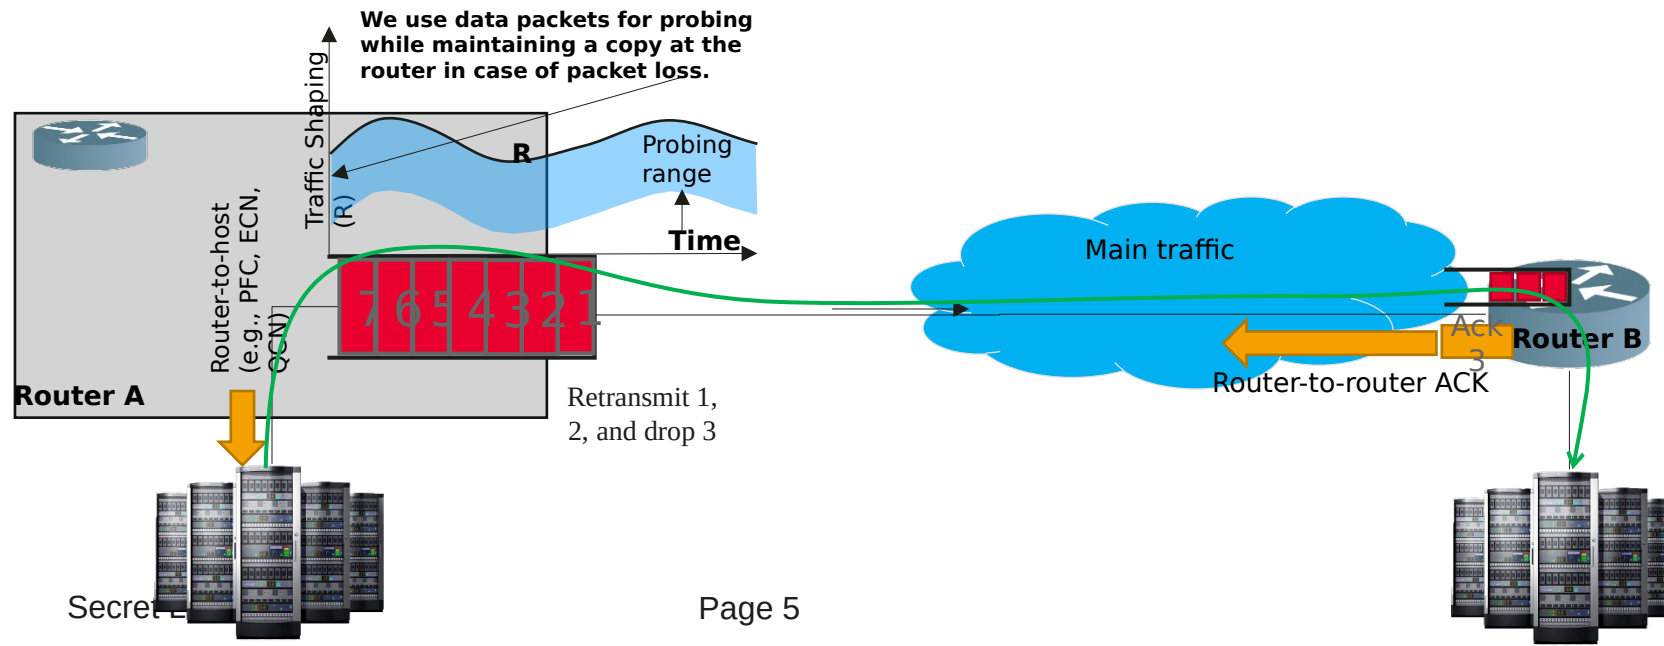 We use data packets for probing
while maintaining a copy at the
router in case of packet loss.
Traffic Shaping
(R)
R
Probing
range
Time
Router-to-host
(e.g., PFC, ECN,
QCN)
7 6 5 4 3 2 1
Router A
Retransmit 1,
2, and drop 3
Main traffic
Ack
3
Router B
Router-to-router ACK
Secret
Page 5